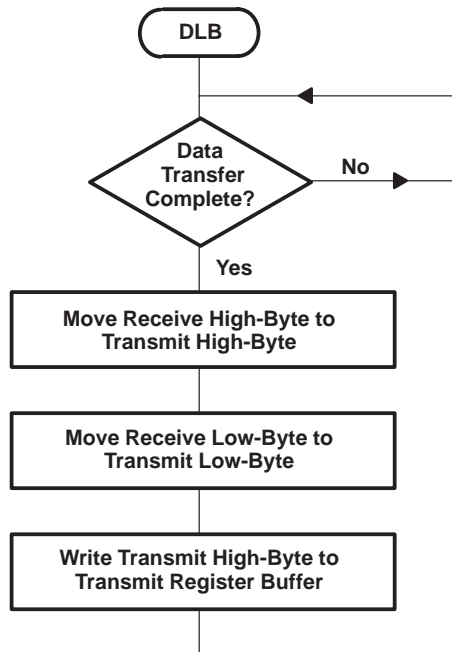 DLB
Data
Transfer
Complete?
No
Yes
Move Receive High-Byte to
Transmit High-Byte
Move Receive Low-Byte to
Transmit Low-Byte
Write Transmit High-Byte to
Transmit Register Buffer